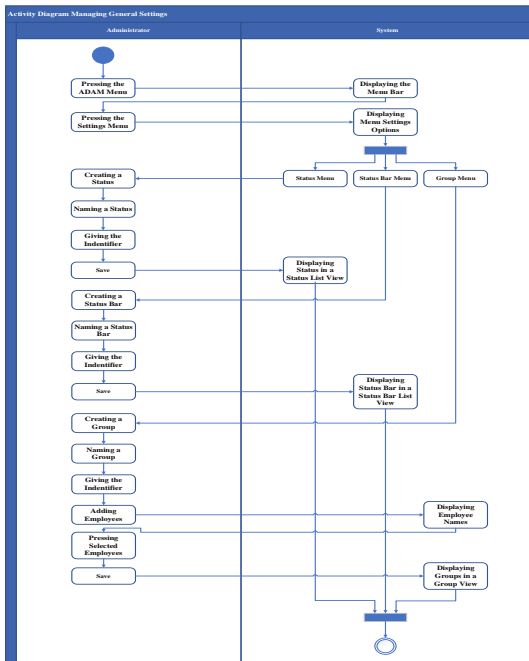 Activity Diagram Managing General Settings
Administrator
System
Pressing the
ADAM Menu
Displaying the
Menu Bar
Pressing the
Settings Menu
Displaying
Menu Settings
Options
Creating a
Status
Status Menu
Status Bar Menu
Group Menu
Naming a Status
Giving the
Indentifier
Save
Displaying
Status in a
Status List View
Creating a
Status Bar
Naming a Status
Bar
Giving the
Indentifier
Save
Displaying
Status Bar in a
Status Bar List
View
Creating a
Group
Naming a
Group
Giving the
Indentifier
Adding
Employees
Displaying
Employee
Names
Pressing
Selected
Employees
Save
Displaying
Groups in a
Group View